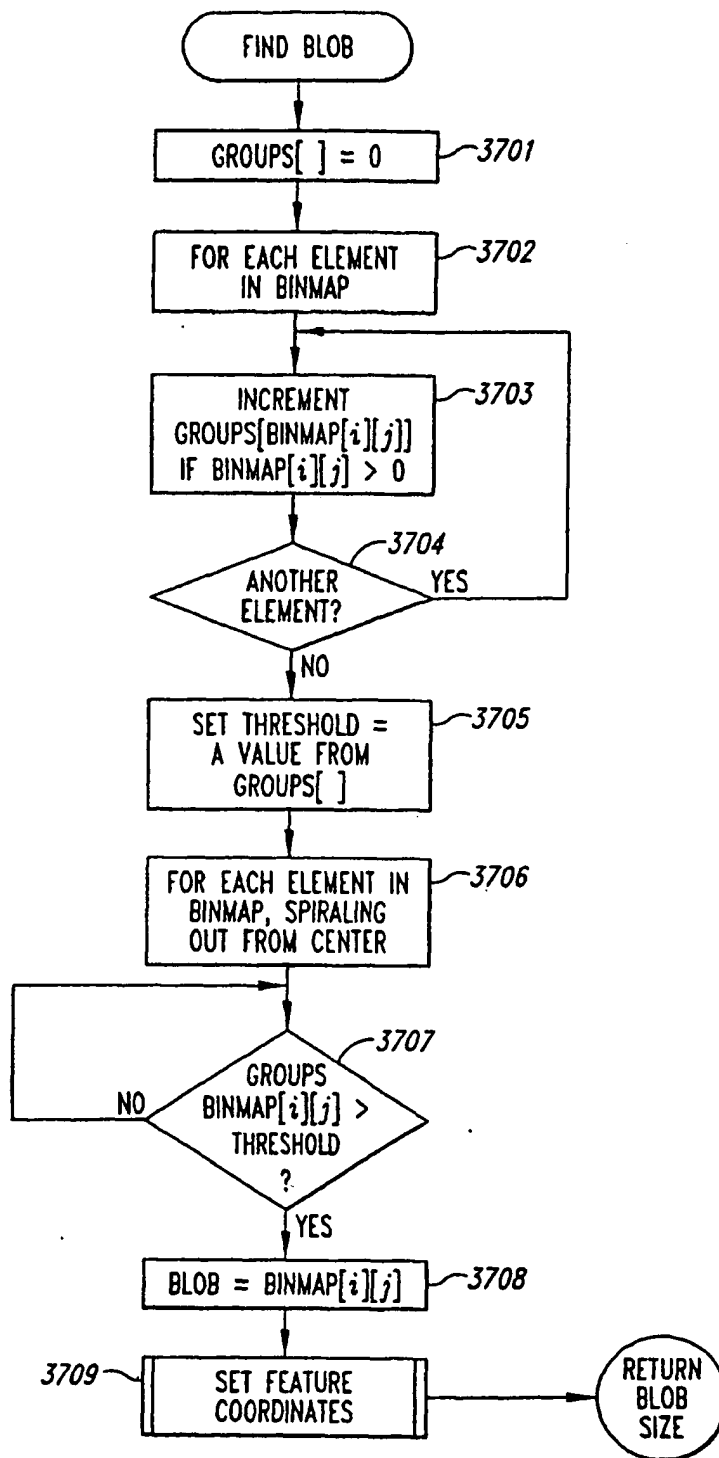 FIND BLOB
GROUPS[ ] = 0
3701
FOR EACH ELEMENT
IN BINMAP
3702
INCREMENT
GROUPS[BINMAP[i][j]]
IF BINMAP[i][j] > 0
3703
3704
ANOTHER
ELEMENT?
YES
NO
SET THRESHOLD =
A VALUE FROM
GROUPS[ ]
3705
FOR EACH ELEMENT IN
BINMAP, SPIRALING
OUT FROM CENTER
3706
3707
GROUPS
BINMAP[i][j] >
THRESHOLD
?
NO
YES
BLOB = BINMAP[i][j]
3708
3709
SET FEATURE
COORDINATES
RETURN
BLOB
SIZE